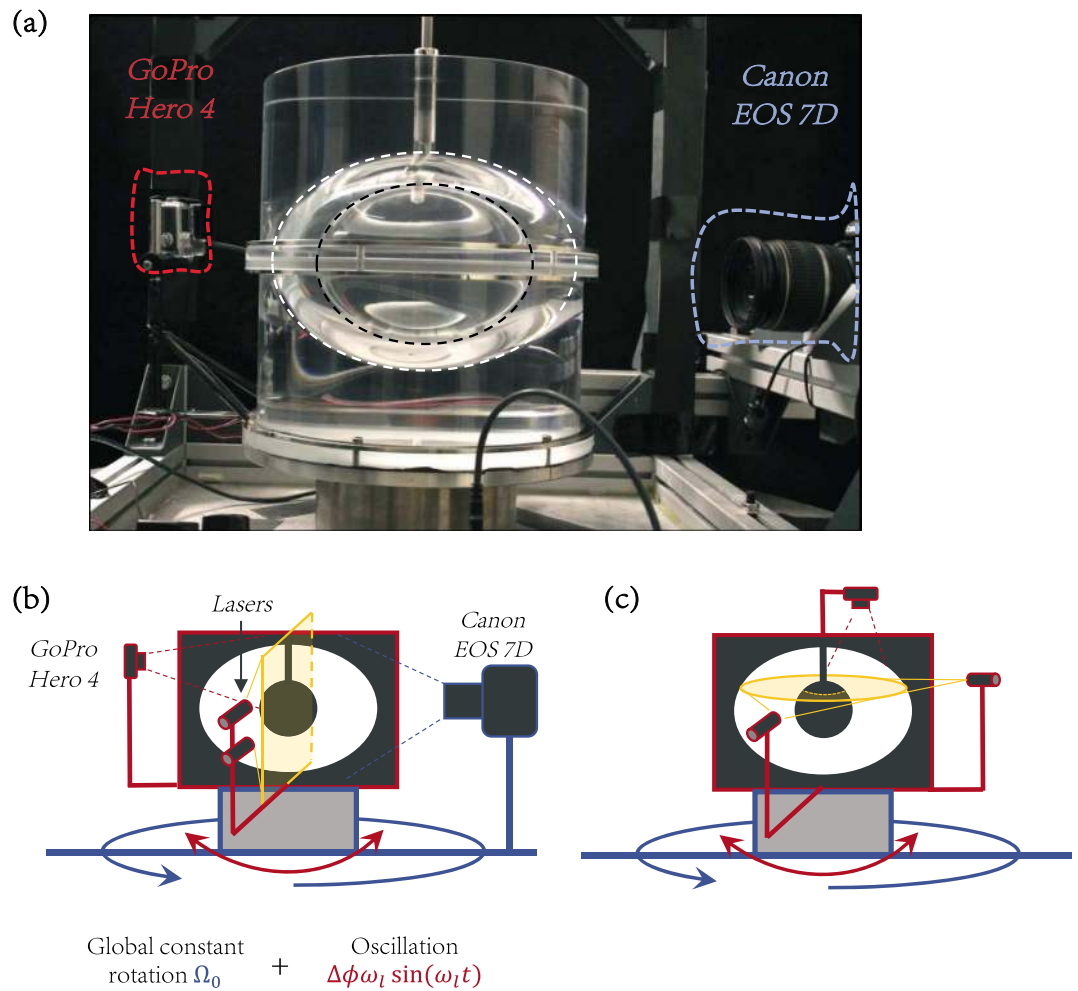 (a)
GoPro
Hero 4
Canon
EOS 7D
(b)
Lasers
GoPro
Hero 4
Canon
EOS 7D
(c)
Global constant
rotation Ω₀
+
Oscillation
Δϕωₗ sin(ωₗt)